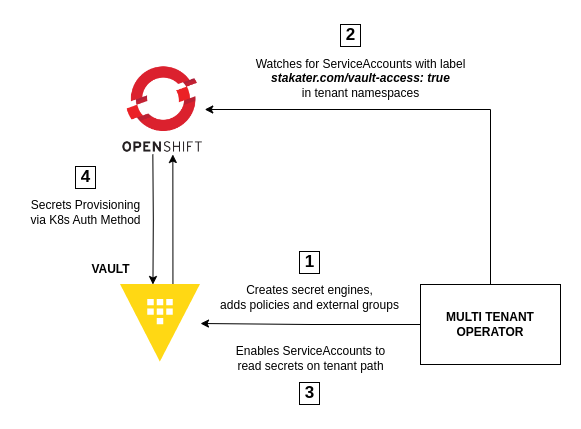 2
Watches for ServiceAccounts with label
stakater.com/vault-access: true
in tenant namespaces
OPENSHIFT
4
Secrets Provisioning
via K8s Auth Method
VAULT
1
Creates secret engines,
adds policies and external groups
MULTI TENANT
OPERATOR
Enables ServiceAccounts to
read secrets on tenant path
3